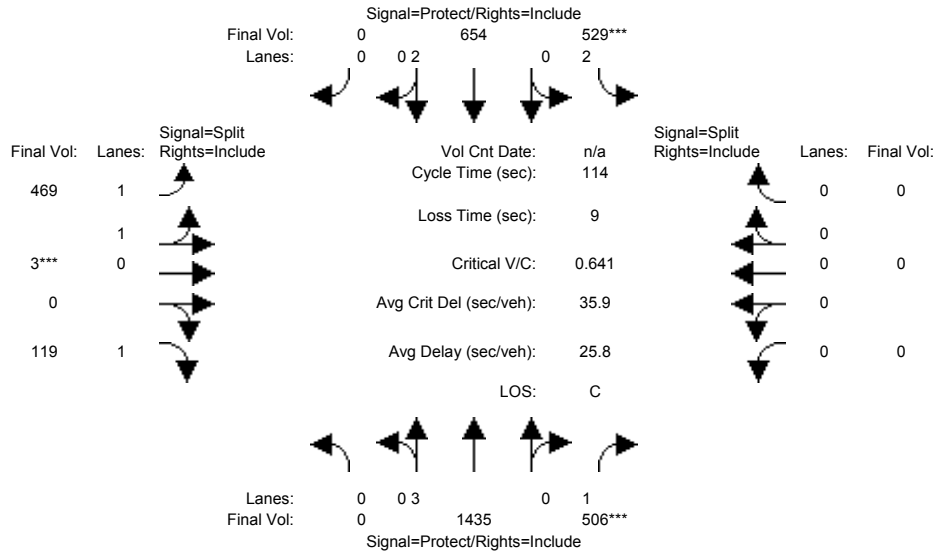 Signal=Protect/Rights=Include
Final Vol: 0 654 529***
Lanes: 0 0 2 0 2
Signal=Split Signal=Split
Final Vol: Lanes: Rights=Include Vol Cnt Date: n/a Rights=Include Lanes: Final Vol:
Cycle Time (sec): 114
469 1 0 0
Loss Time (sec): 9
1 0
3*** 0 Critical V/C: 0.641 0 0
0 Avg Crit Del (sec/veh): 35.9 0
119 1 Avg Delay (sec/veh): 25.8 0 0
LOS: C
Lanes: 0 0 3 0 1
Final Vol: 0 1435 506***
Signal=Protect/Rights=Include